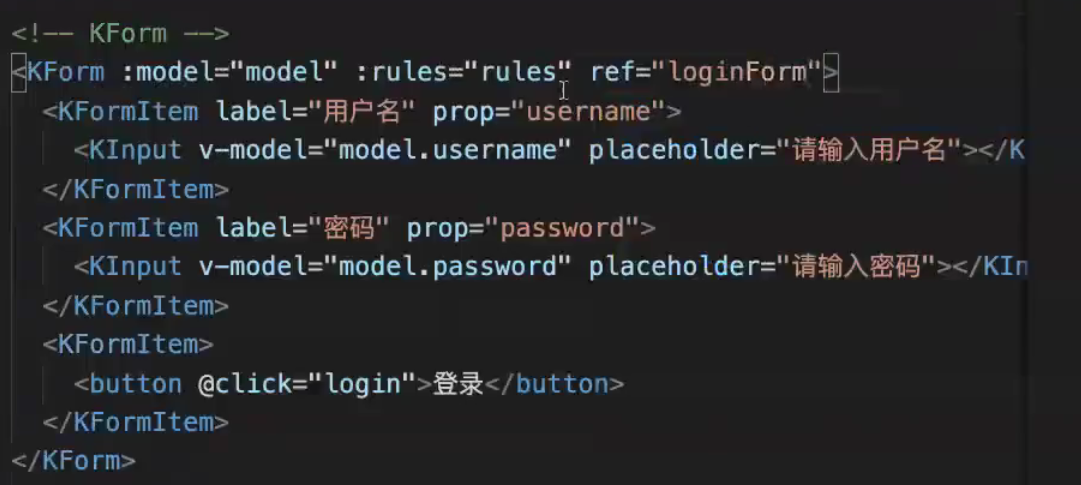 <!-- KForm -->
<KForm :model="model" :rules="rules" ref="loginForm">
<KFormItem label="用户名" prop="username">
<KInput v-model="model.username" placeholder="请输入用户名"></K
</KFormItem>
<KFormItem label="密码" prop="password">
<KInput v-model="model.password" placeholder="请输入密码"></KIn
</KFormItem>
<KFormItem>
<button @click="login">登录</button>
</KFormItem>
</KForm>